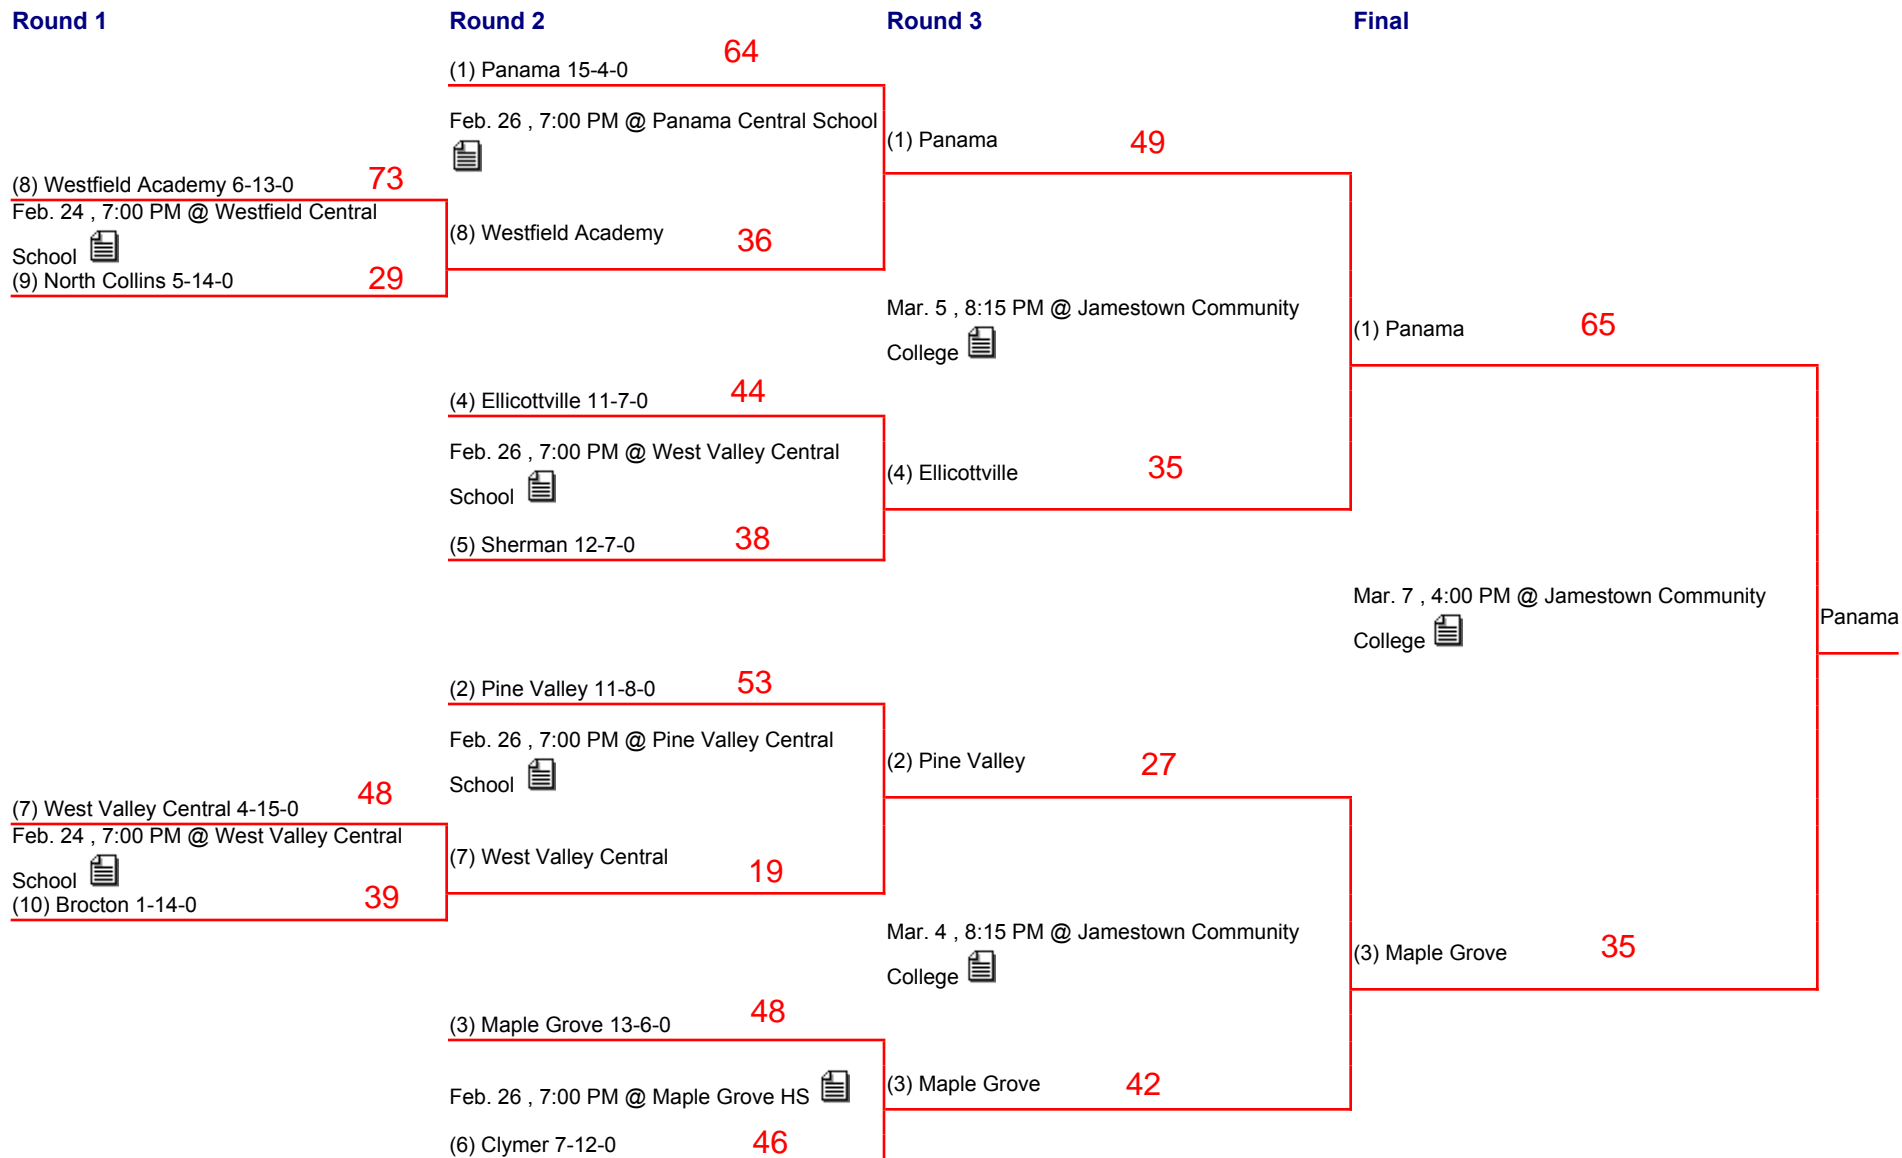 Round 1
Round 2
Round 3
Final
(1) Panama 15-4-0
64
Feb. 26 , 7:00 PM @ Panama Central School
(1) Panama
49
(8) Westfield Academy 6-13-0
73
Feb. 24 , 7:00 PM @ Westfield Central
School
(9) North Collins 5-14-0
29
(8) Westfield Academy
36
Mar. 5 , 8:15 PM @ Jamestown Community
College
(1) Panama
65
(4) Ellicottville 11-7-0
44
Feb. 26 , 7:00 PM @ West Valley Central
School
(4) Ellicottville
35
(5) Sherman 12-7-0
38
Mar. 7 , 4:00 PM @ Jamestown Community
College
Panama
(2) Pine Valley 11-8-0
53
Feb. 26 , 7:00 PM @ Pine Valley Central
School
(2) Pine Valley
27
(7) West Valley Central 4-15-0
48
Feb. 24 , 7:00 PM @ West Valley Central
School
(10) Brocton 1-14-0
39
(7) West Valley Central
19
Mar. 4 , 8:15 PM @ Jamestown Community
College
(3) Maple Grove
35
(3) Maple Grove 13-6-0
48
Feb. 26 , 7:00 PM @ Maple Grove HS
(3) Maple Grove
42
(6) Clymer 7-12-0
46